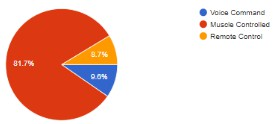 Voice Command
Muscle Controlled
Remote Control
8.7%
81.7%
9.6%